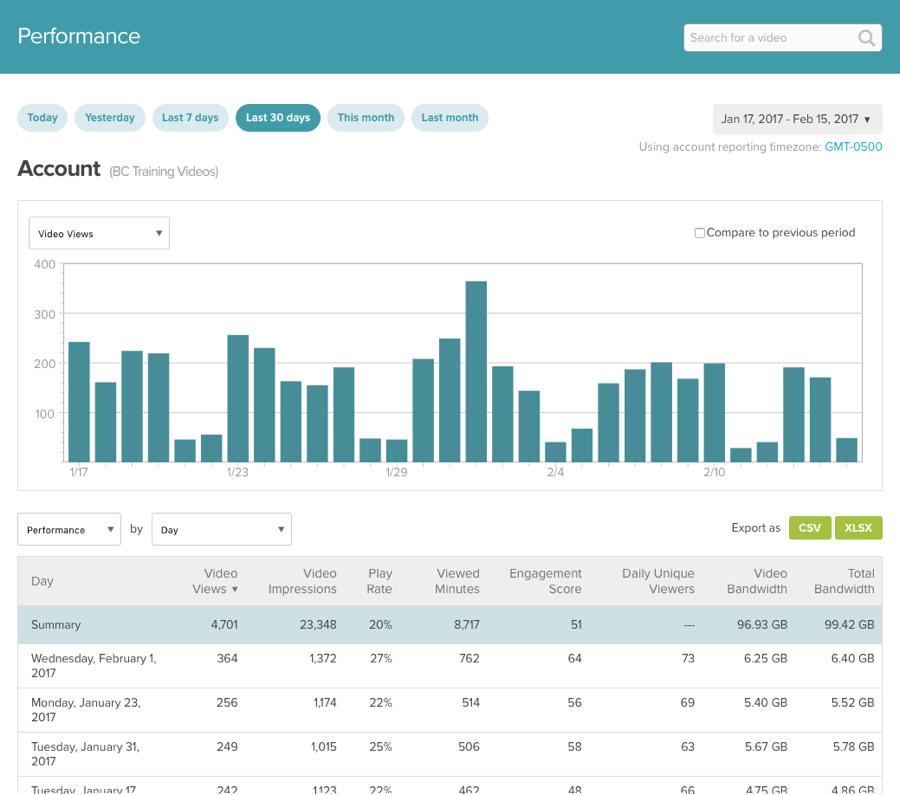 Performance
Search for a video
Today Yesterday Last 7 days Last 30 days This month Last month
Jan 17, 2017 - Feb 15, 2017 ▼
Using account reporting timezone: GMT-0500
Account (BC Training Videos)
Video Views ▼
Compare to previous period
400
300
200
100
1/17 1/23 1/29 2/4 2/10
Performance ▼ by Day ▼
Export as CSV XLSX
Day Video Views ▼ Video Impressions Play Rate Viewed Minutes Engagement Score Daily Unique Viewers Video Bandwidth Total Bandwidth
Summary 4,701 23,348 20% 8,717 51 --- 96.93 GB 99.42 GB
Wednesday, February 1, 2017 364 1,372 27% 762 64 73 6.25 GB 6.40 GB
Monday, January 23, 2017 256 1,174 22% 514 56 69 5.40 GB 5.52 GB
Tuesday, January 31, 2017 249 1,015 25% 506 58 63 5.67 GB 5.78 GB
Tuesday, January 17, 242 1,123 22% 462 48 66 4.75 GB 4.86 GB